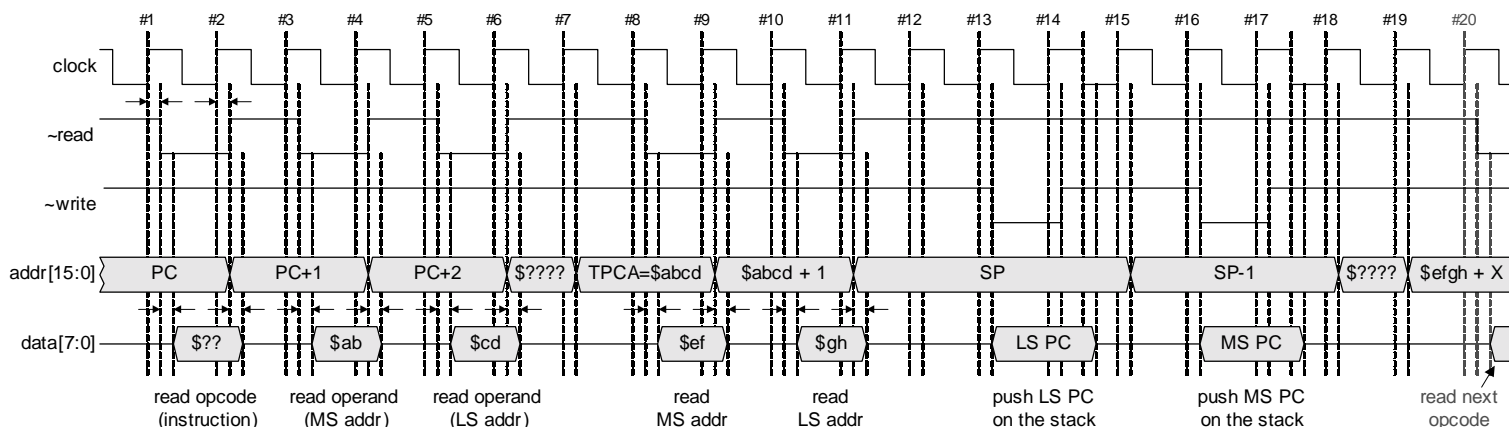 #1 #2 #3 #4 #5 #6 #7 #8 #9 #10 #11 #12 #13 #14 #15 #16 #17 #18 #19 #20
clock
~read
~write
addr[15:0] PC PC+1 PC+2 $???? TPCA=$abcd $abcd + 1 SP SP-1 $???? $efgh + X
data[7:0] $?? $ab $cd $ef $gh LS PC MS PC
read opcode read operand read operand read read push LS PC push MS PC read next
(instruction) (MS addr) (LS addr) MS addr LS addr on the stack on the stack opcode